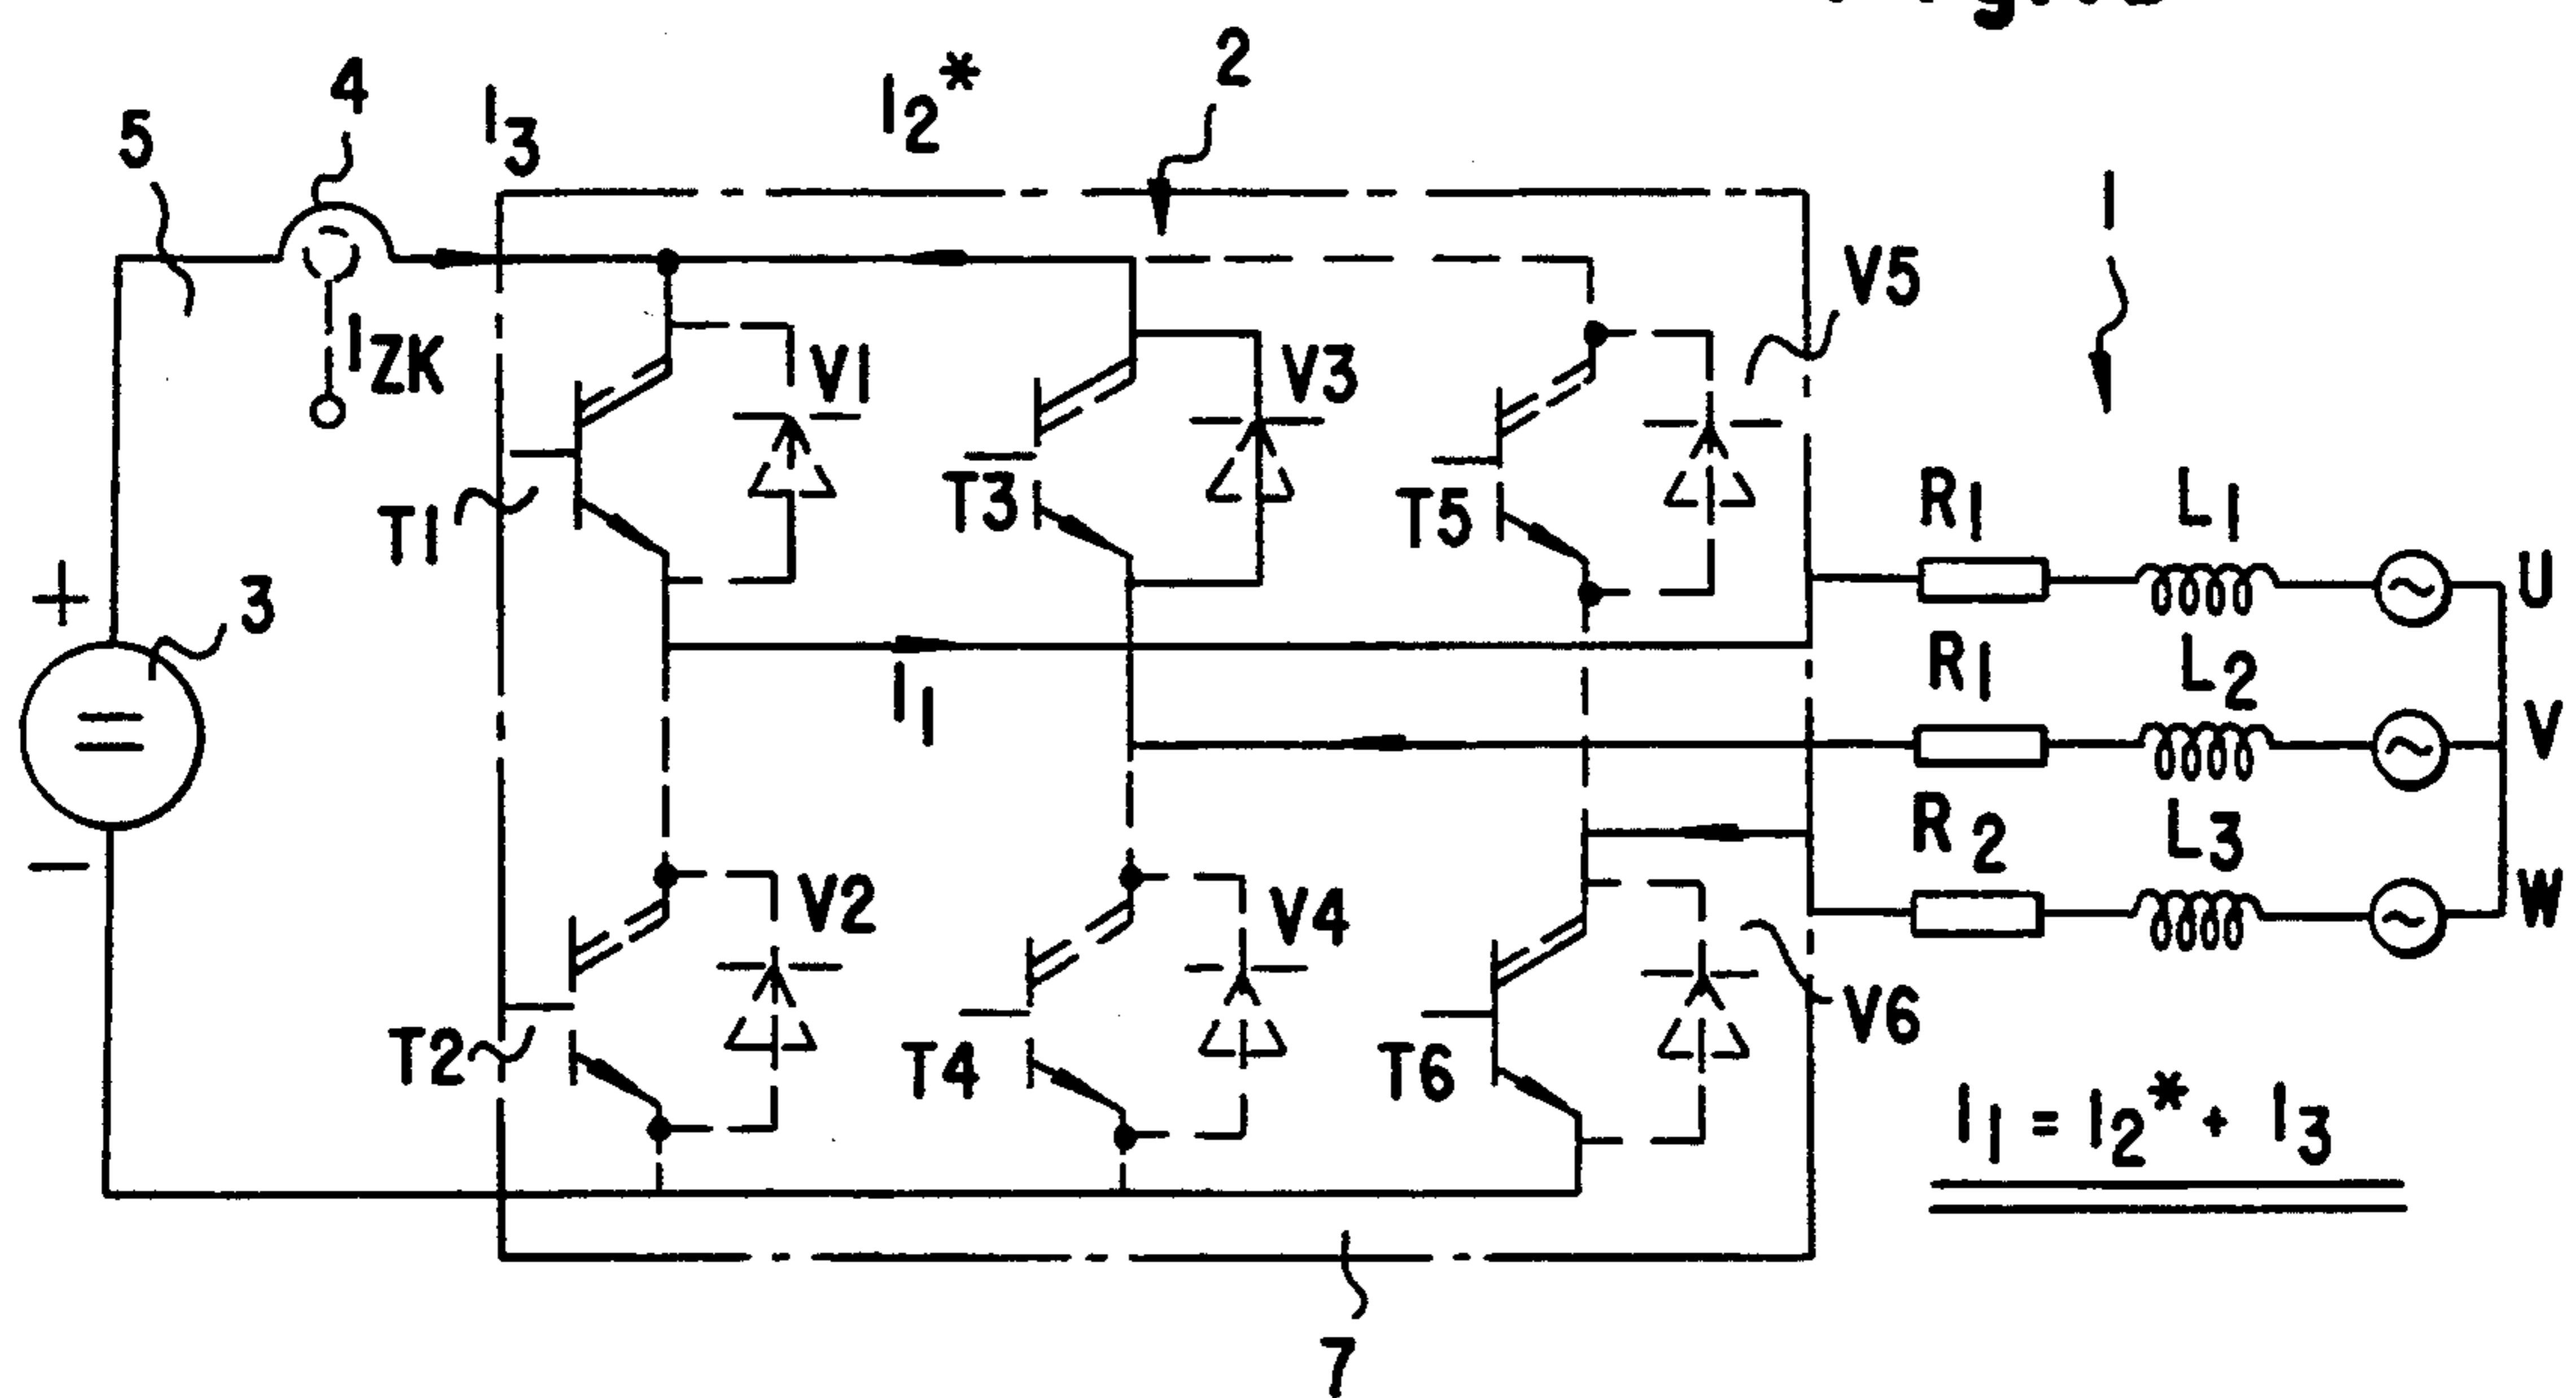 2
4
I3
I2*
5
I
V5
IZK
V1
V3
T1
T3
T5
R1
L1
U
+
3
R1
L2
V
I1
R2
L3
W
−
V2
V4
V6
T2
T4
T6
I1 = I2* + I3
7